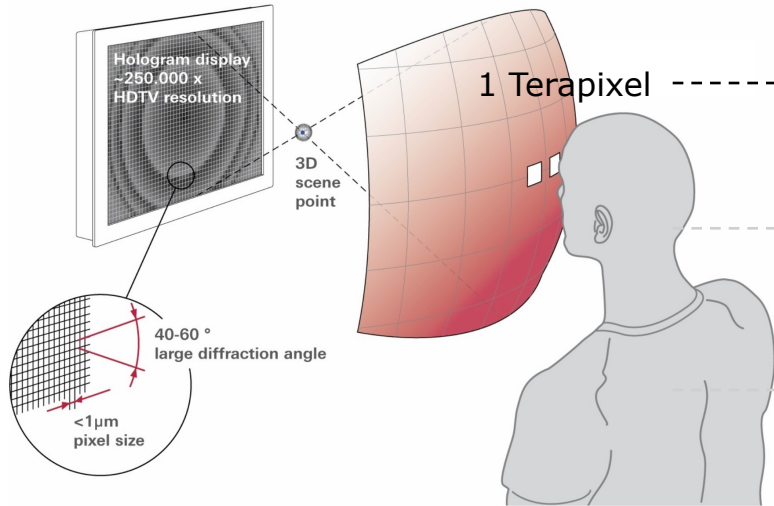 Hologram display
~250.000 x
HDTV resolution
1 Terapixel
3D
scene
point
40-60 °
large diffraction angle
<1µm
pixel size